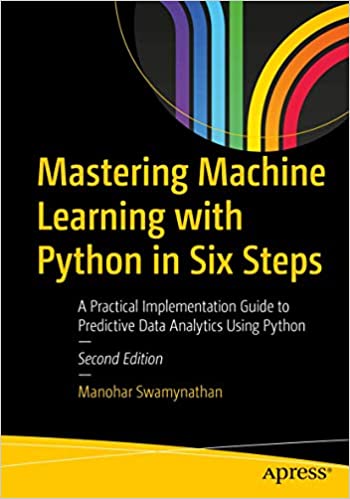 Mastering Machine
Learning with
Python in Six Steps
A Practical Implementation Guide to
Predictive Data Analytics Using Python
—
Second Edition
—
Manohar Swamynathan
Apress®